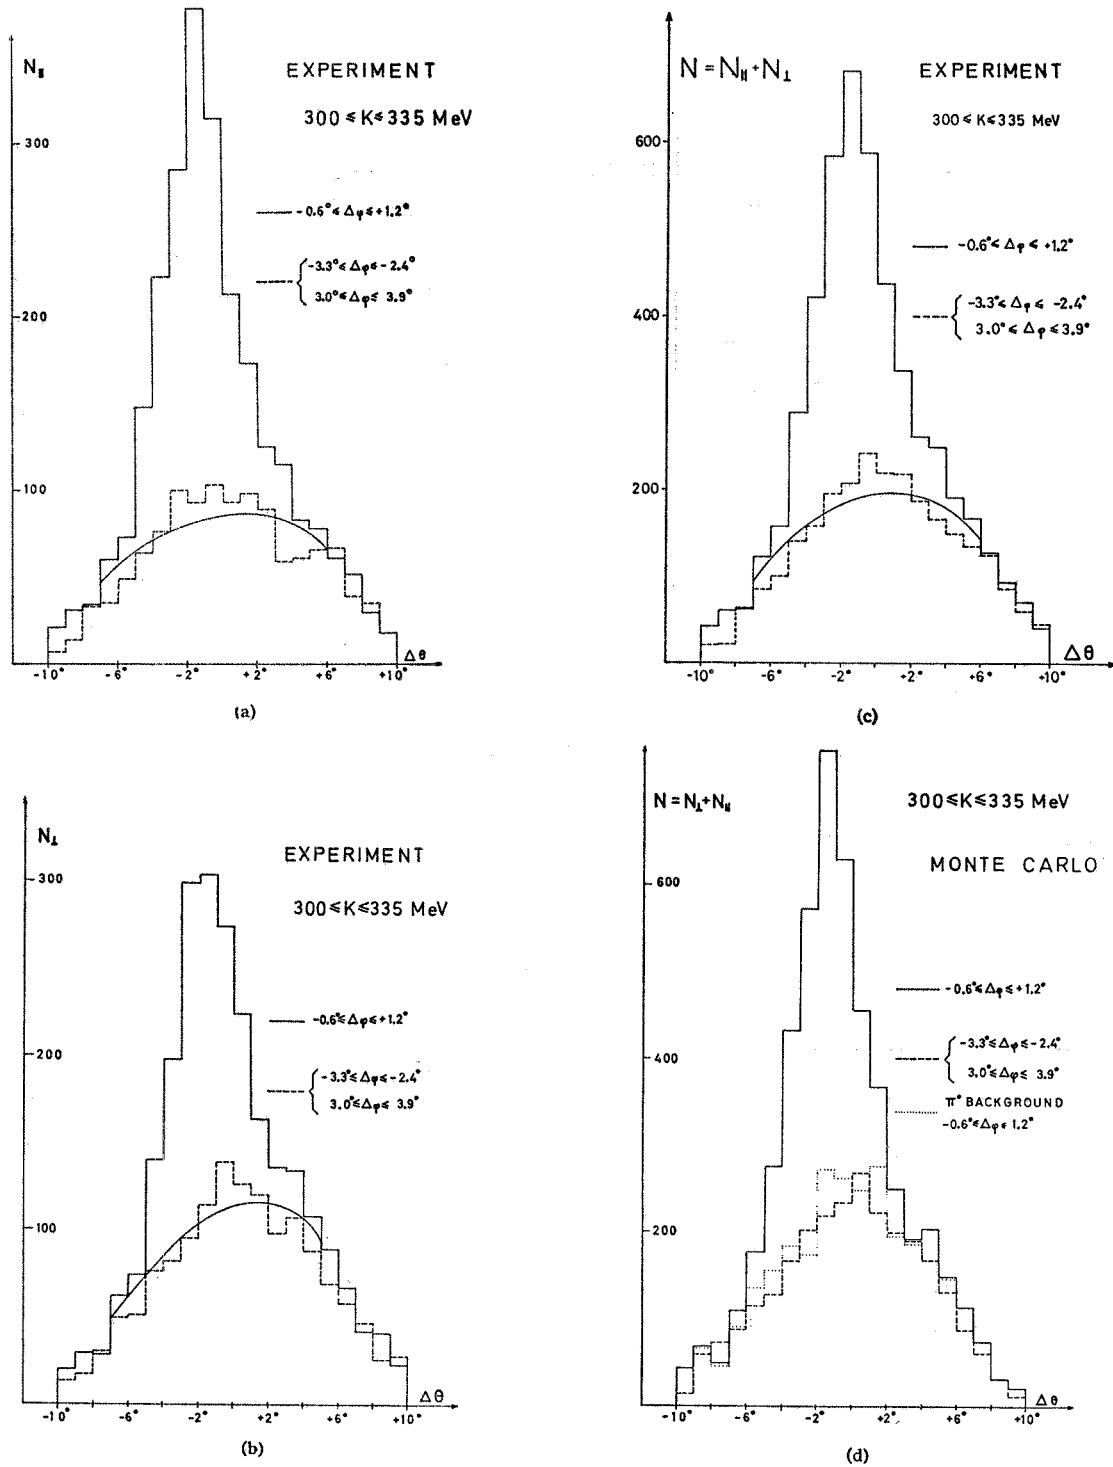 N∥
EXPERIMENT
300 ≤ K ≤ 335 MeV
300
-0.6° ≤ Δφ ≤ +1.2°
-3.3° ≤ Δφ ≤ -2.4°
3.0° ≤ Δφ ≤ 3.9°
200
100
Δθ
-10° -6° -2° +2° +6° +10°
(a)
N = N∥ + N⊥
EXPERIMENT
300 ≤ K ≤ 335 MeV
600
-0.6° ≤ Δφ ≤ +1.2°
-3.3° ≤ Δφ ≤ -2.4°
3.0° ≤ Δφ ≤ 3.9°
400
200
Δθ
-10° -6° -2° +2° +6° +10°
(c)
N⊥
EXPERIMENT
300
300 ≤ K ≤ 335 MeV
-0.6° ≤ Δφ ≤ +1.2°
200
-3.3° ≤ Δφ ≤ -2.4°
3.0° ≤ Δφ ≤ 3.9°
100
Δθ
-10° -6° -2° +2° +6° +10°
(b)
N = N⊥ + N∥
300 ≤ K ≤ 335 MeV
MONTE CARLO
600
-0.6° ≤ Δφ ≤ +1.2°
-3.3° ≤ Δφ ≤ -2.4°
3.0° ≤ Δφ ≤ 3.9°
400
π° BACKGROUND
-0.6° ≤ Δφ ≤ 1.2°
200
Δθ
-10° -6° -2° +2° +6° +10°
(d)